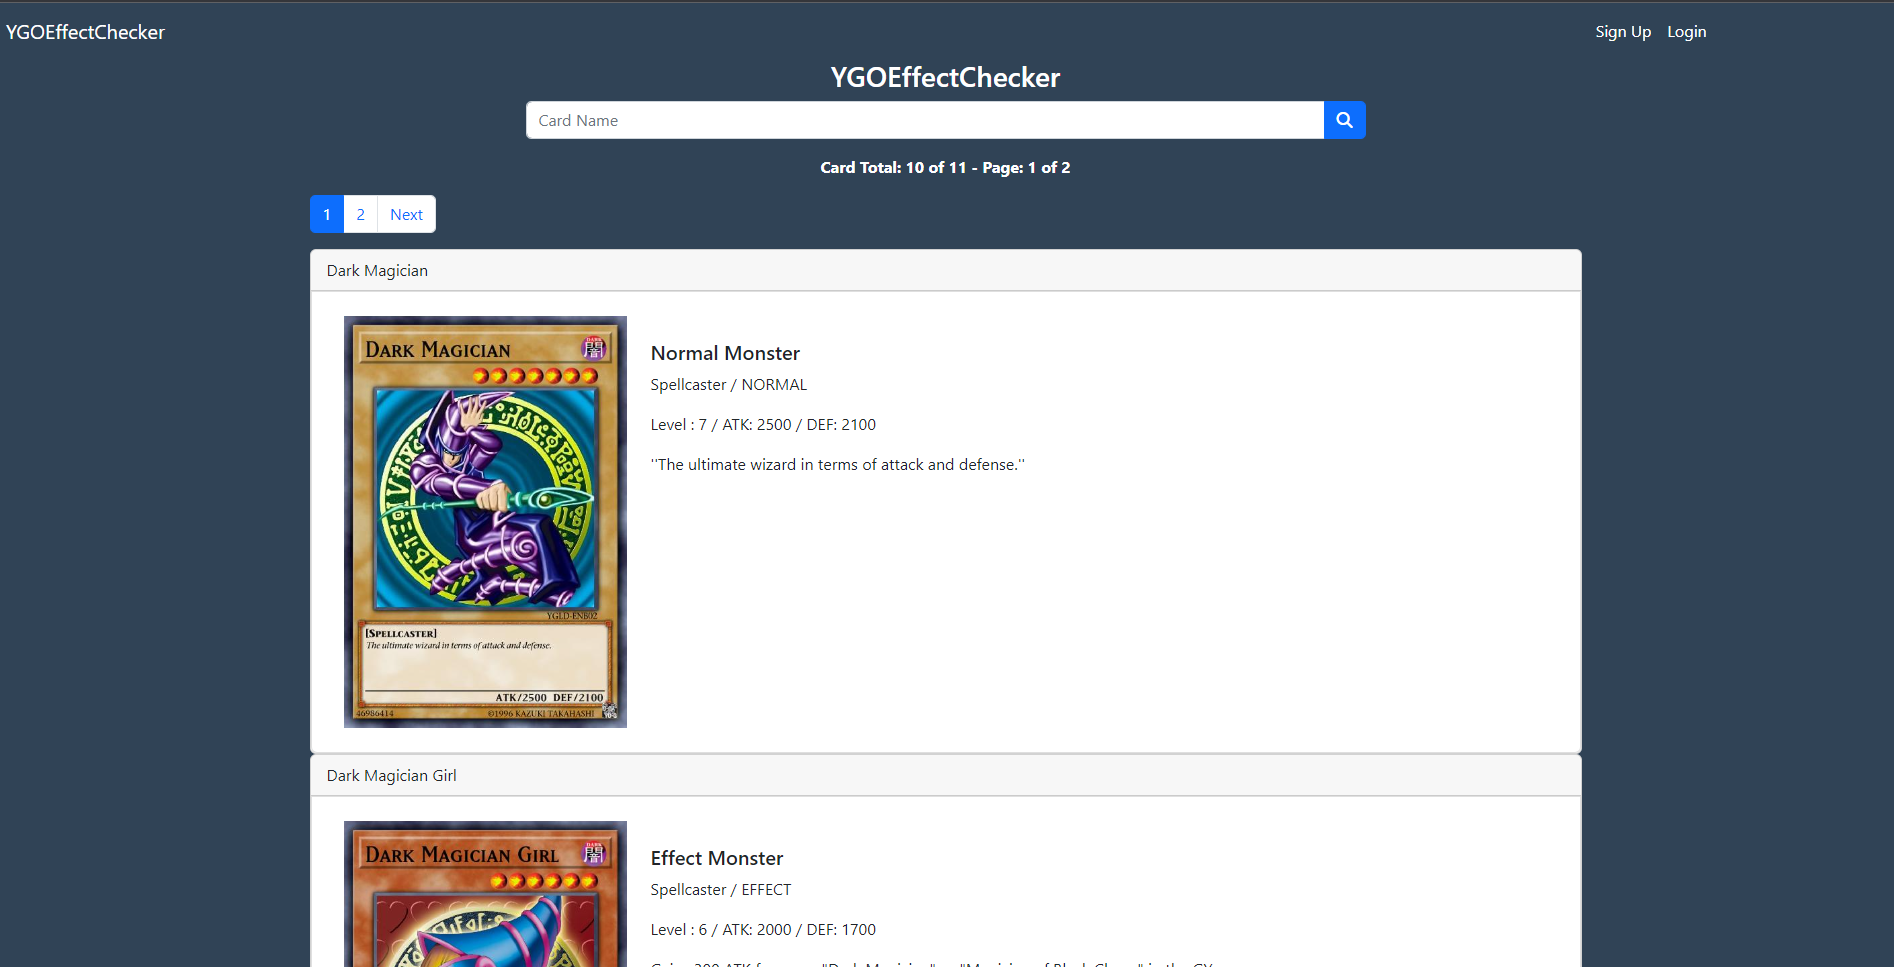 YGOEffectChecker
Sign Up Login
YGOEffectChecker
Card Name
Card Total: 10 of 11 - Page: 1 of 2
1 2 Next
Dark Magician
DARK MAGICIAN
闇
YGLD-ENB02
[SPELLCASTER]
The ultimate wizard in terms of attack and defense.
ATK/2500 DEF/2100
46986414 ©1996 KAZUKI TAKAHASHI
Normal Monster
Spellcaster / NORMAL
Level : 7 / ATK: 2500 / DEF: 2100
''The ultimate wizard in terms of attack and defense.''
Dark Magician Girl
DARK MAGICIAN GIRL
闇
Effect Monster
Spellcaster / EFFECT
Level : 6 / ATK: 2000 / DEF: 1700